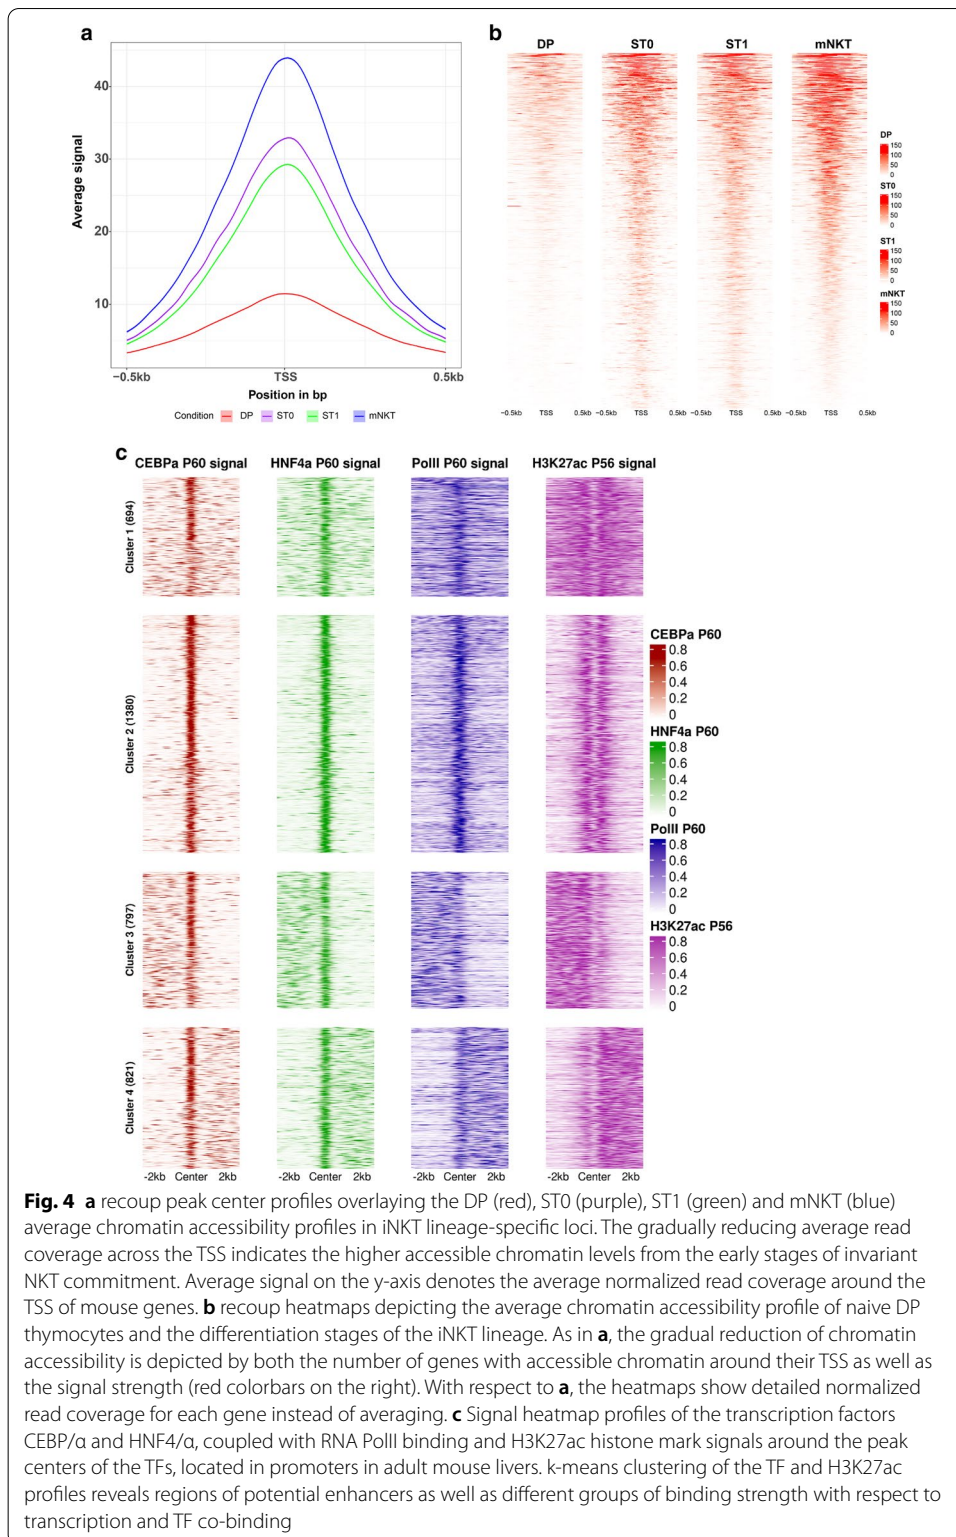 a
40
30
20
10
Average signal
−0.5kb TSS 0.5kb
Position in bp
Condition DP ST0 ST1 mNKT
b
DP ST0 ST1 mNKT
−0.5kb TSS 0.5kb −0.5kb TSS 0.5kb −0.5kb TSS 0.5kb −0.5kb TSS 0.5kb
DP
150
100
50
0
ST0
150
100
50
0
ST1
150
100
50
0
mNKT
150
100
50
0
c
CEBPa P60 signal HNF4a P60 signal PolII P60 signal H3K27ac P56 signal
Cluster 1 (694)
Cluster 2 (1380)
Cluster 3 (797)
Cluster 4 (821)
-2kb Center 2kb -2kb Center 2kb -2kb Center 2kb -2kb Center 2kb
CEBPa P60
0.8
0.6
0.4
0.2
0
HNF4a P60
0.8
0.6
0.4
0.2
0
PolII P60
0.8
0.6
0.4
0.2
0
H3K27ac P56
0.8
0.6
0.4
0.2
0
Fig. 4 a recoup peak center profiles overlaying the DP (red), ST0 (purple), ST1 (green) and mNKT (blue)
average chromatin accessibility profiles in iNKT lineage-specific loci. The gradually reducing average read
coverage across the TSS indicates the higher accessible chromatin levels from the early stages of invariant
NKT commitment. Average signal on the y-axis denotes the average normalized read coverage around the
TSS of mouse genes. b recoup heatmaps depicting the average chromatin accessibility profile of naive DP
thymocytes and the differentiation stages of the iNKT lineage. As in a, the gradual reduction of chromatin
accessibility is depicted by both the number of genes with accessible chromatin around their TSS as well as
the signal strength (red colorbars on the right). With respect to a, the heatmaps show detailed normalized
read coverage for each gene instead of averaging. c Signal heatmap profiles of the transcription factors
CEBP/α and HNF4/α, coupled with RNA PolII binding and H3K27ac histone mark signals around the peak
centers of the TFs, located in promoters in adult mouse livers. k-means clustering of the TF and H3K27ac
profiles reveals regions of potential enhancers as well as different groups of binding strength with respect to
transcription and TF co-binding